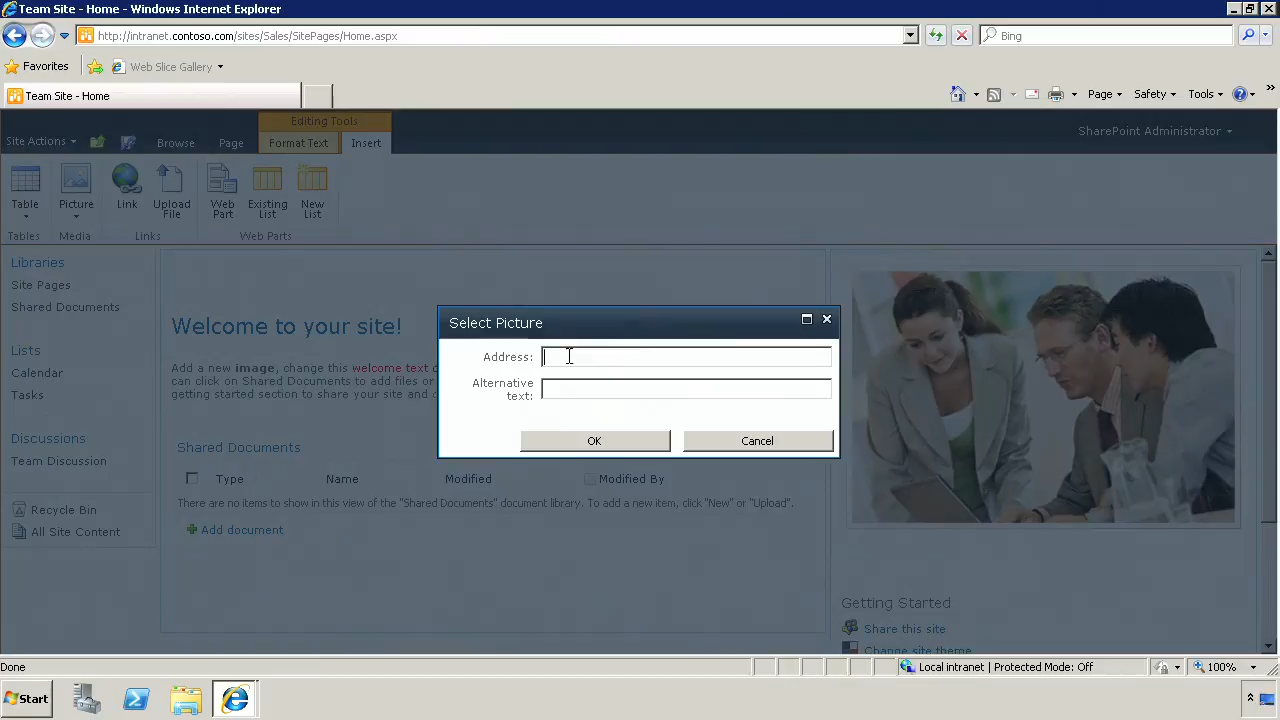 Team Site - Home - Windows Internet Explorer
http://intranet.contoso.com/sites/Sales/SitePages/Home.aspx
Bing
Favorites
Web Slice Gallery
Team Site - Home
Page
Safety
Tools
Editing Tools
Site Actions
Browse
Page
Format Text
Insert
SharePoint Administrator
Table
Picture
Link
Upload File
Web Part
Existing List
New List
Tables
Media
Links
Web Parts
Libraries
Site Pages
Shared Documents
Lists
Calendar
Tasks
Discussions
Team Discussion
Recycle Bin
All Site Content
Welcome to your site!
Add a new image, change this welcome text
can click on Shared Documents to add files or
getting started section to share your site and
Shared Documents
Type Name Modified Modified By
There are no items to show in this view of the "Shared Documents" document library. To add a new item, click "New" or "Upload".
Add document
Select Picture
Address:
Alternative text:
OK
Cancel
Getting Started
Share this site
Change site theme
Done
Local intranet | Protected Mode: Off
100%
Start